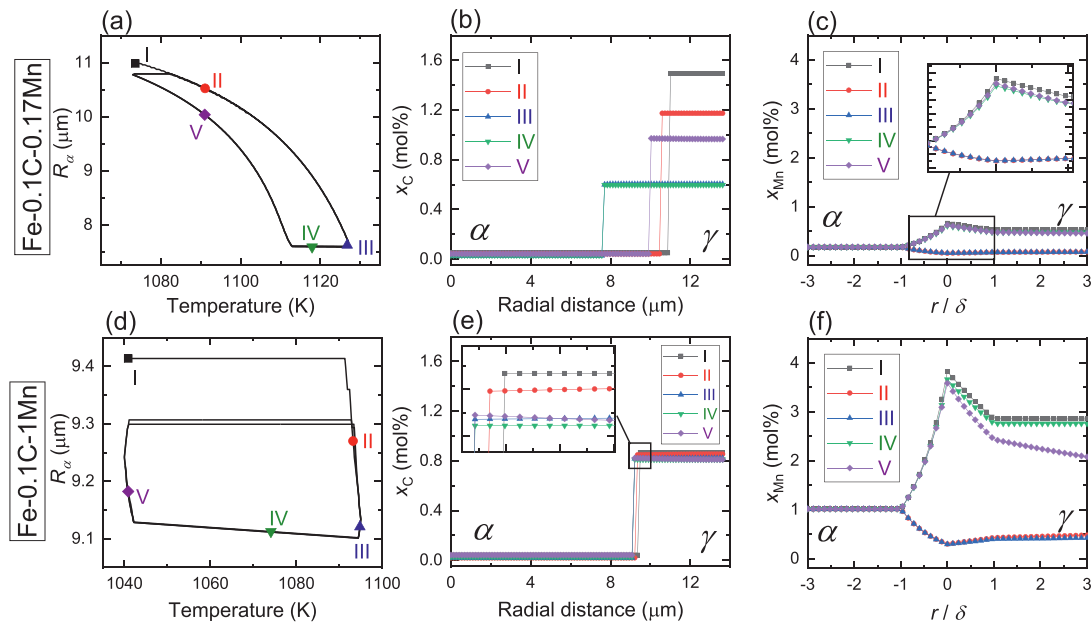 (a)
(b)
(c)
Fe-0.1C-0.17Mn
R_α (μm)
11
10
9
8
1080 1100 1120
Temperature (K)
I
II
III
IV
V
x_C (mol%)
1.6
1.2
0.8
0.4
0.0
0 4 8 12
Radial distance (μm)
I
II
III
IV
V
α
γ
x_Mn (mol%)
4
3
2
1
0
-3 -2 -1 0 1 2 3
r / δ
I
II
III
IV
V
α
γ
(d)
(e)
(f)
Fe-0.1C-1Mn
R_α (μm)
9.4
9.3
9.2
9.1
1040 1060 1080 1100
Temperature (K)
I
II
III
IV
V
x_C (mol%)
1.6
1.2
0.8
0.4
0.0
0 4 8 12
Radial distance (μm)
I
II
III
IV
V
α
γ
x_Mn (mol%)
4
3
2
1
0
-3 -2 -1 0 1 2 3
r / δ
I
II
III
IV
V
α
γ